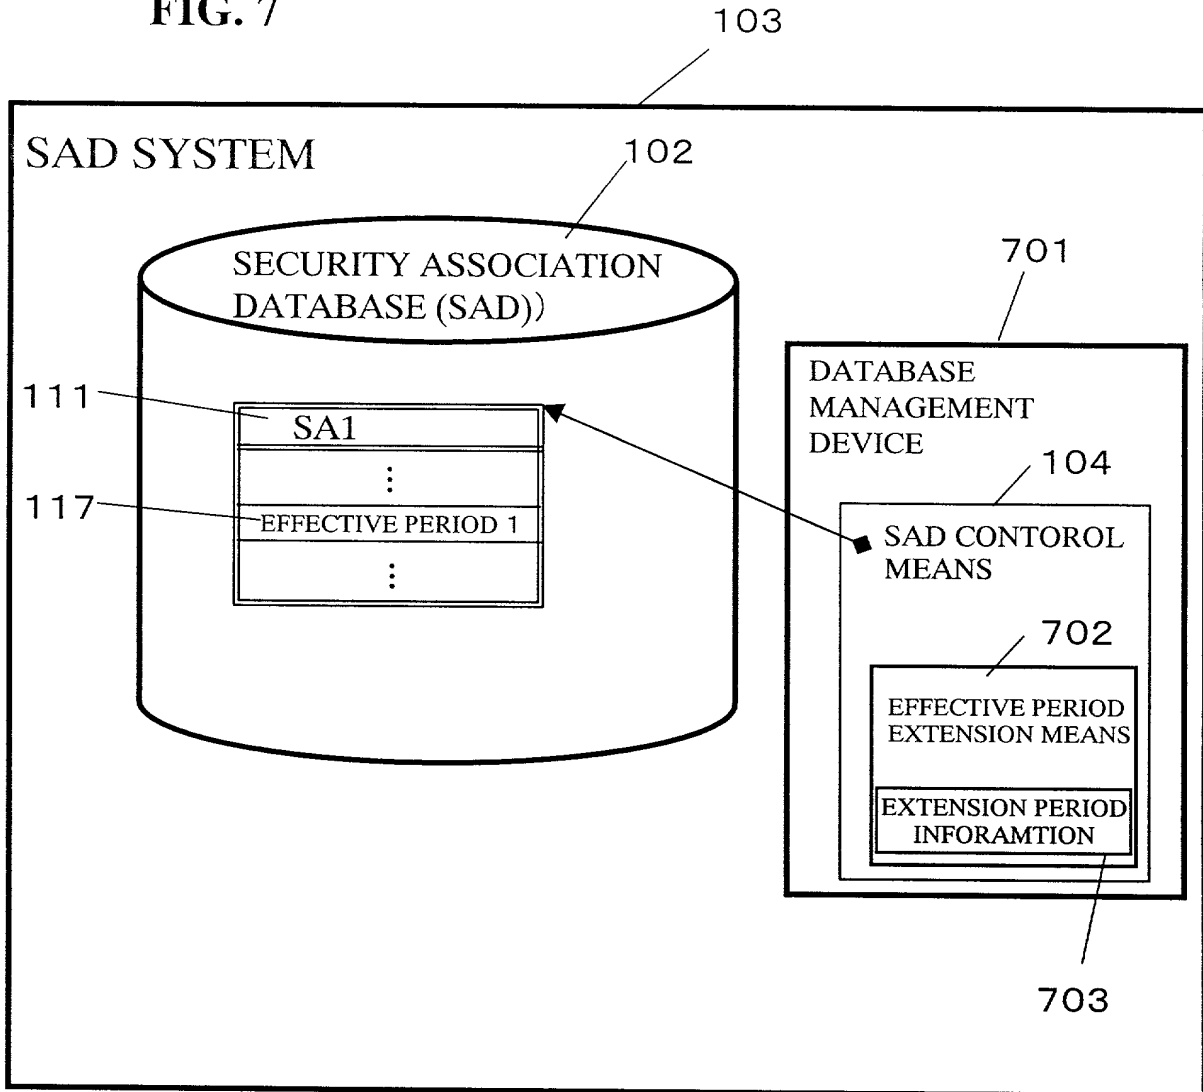 FIG. 7
103
SAD SYSTEM
102
SECURITY ASSOCIATION
DATABASE (SAD))
701
DATABASE
MANAGEMENT
DEVICE
111
SA1
⋮
117
EFFECTIVE PERIOD 1
⋮
104
SAD CONTOROL
MEANS
702
EFFECTIVE PERIOD
EXTENSION MEANS
EXTENSION PERIOD
INFORAMTION
703